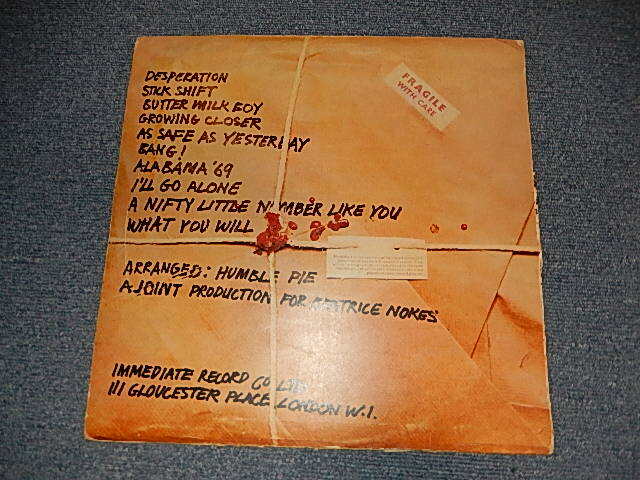 DESPERATION
STICK SHIFT
BUTTER MILK BOY
GROWING CLOSER
AS SAFE AS YESTERDAY
BANG!
ALABAMA '69
I'LL GO ALONE
A NIFTY LITTLE NUMBER LIKE YOU
WHAT YOU WILL
FRAGILE
WITH CARE
ARRANGED: HUMBLE PIE
A JOINT PRODUCTION FOR BEATRICE NOKES
IMMEDIATE RECORD CO LTD
111 GLOUCESTER PLACE LONDON W.1.